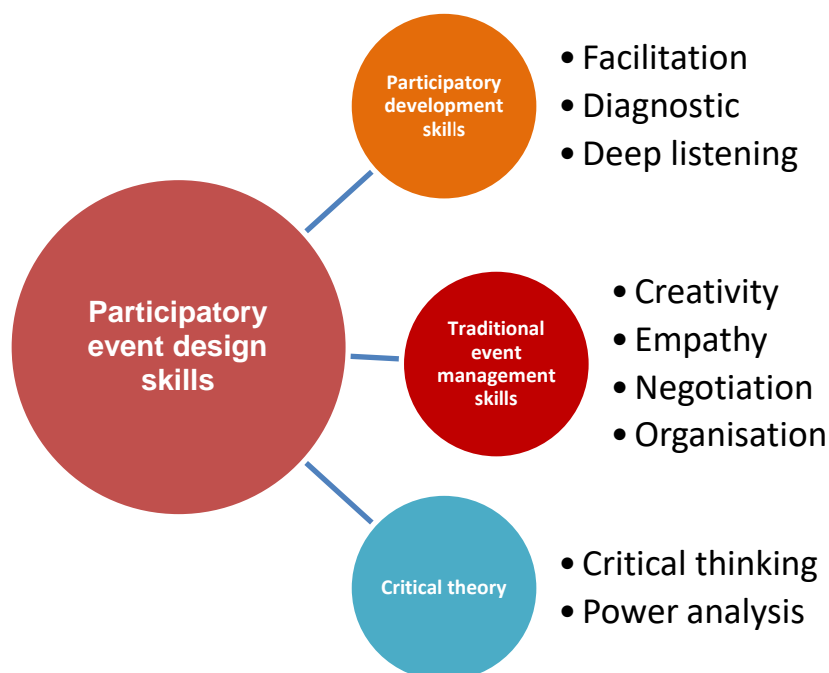 Participatory
event design
skills
Participatory
development
skills
• Facilitation
• Diagnostic
• Deep listening
Traditional
event
management
skills
• Creativity
• Empathy
• Negotiation
• Organisation
Critical theory
• Critical thinking
• Power analysis